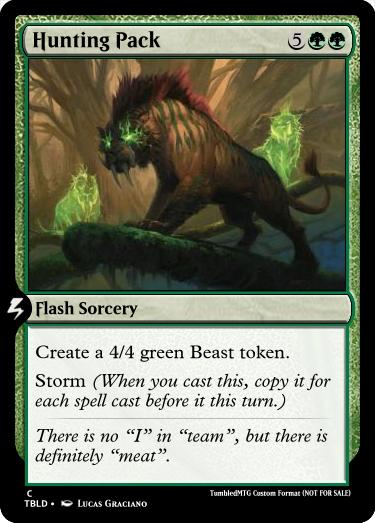 Hunting Pack 5
Flash Sorcery
Create a 4/4 green Beast token.
Storm (When you cast this, copy it for
each spell cast before it this turn.)
There is no “I” in “team”, but there is
definitely “meat”.
C
TBLD • Lucas Graciano
TumbledMTG Custom Format (NOT FOR SALE)